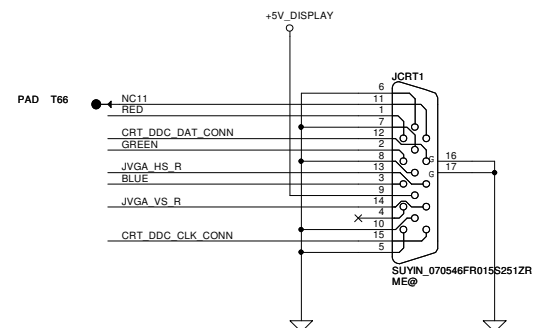 +5V_DISPLAY
JCRT1
PAD T66
6
NC11 11
RED 1
7
CRT_DDC_DAT_CONN 12
GREEN 2
8
G 16
JVGA_HS_R 13
G 17
BLUE 3
9
JVGA_VS_R 14
4
10
CRT_DDC_CLK_CONN 15
5
SUYIN_070546FR015S251ZR
ME@